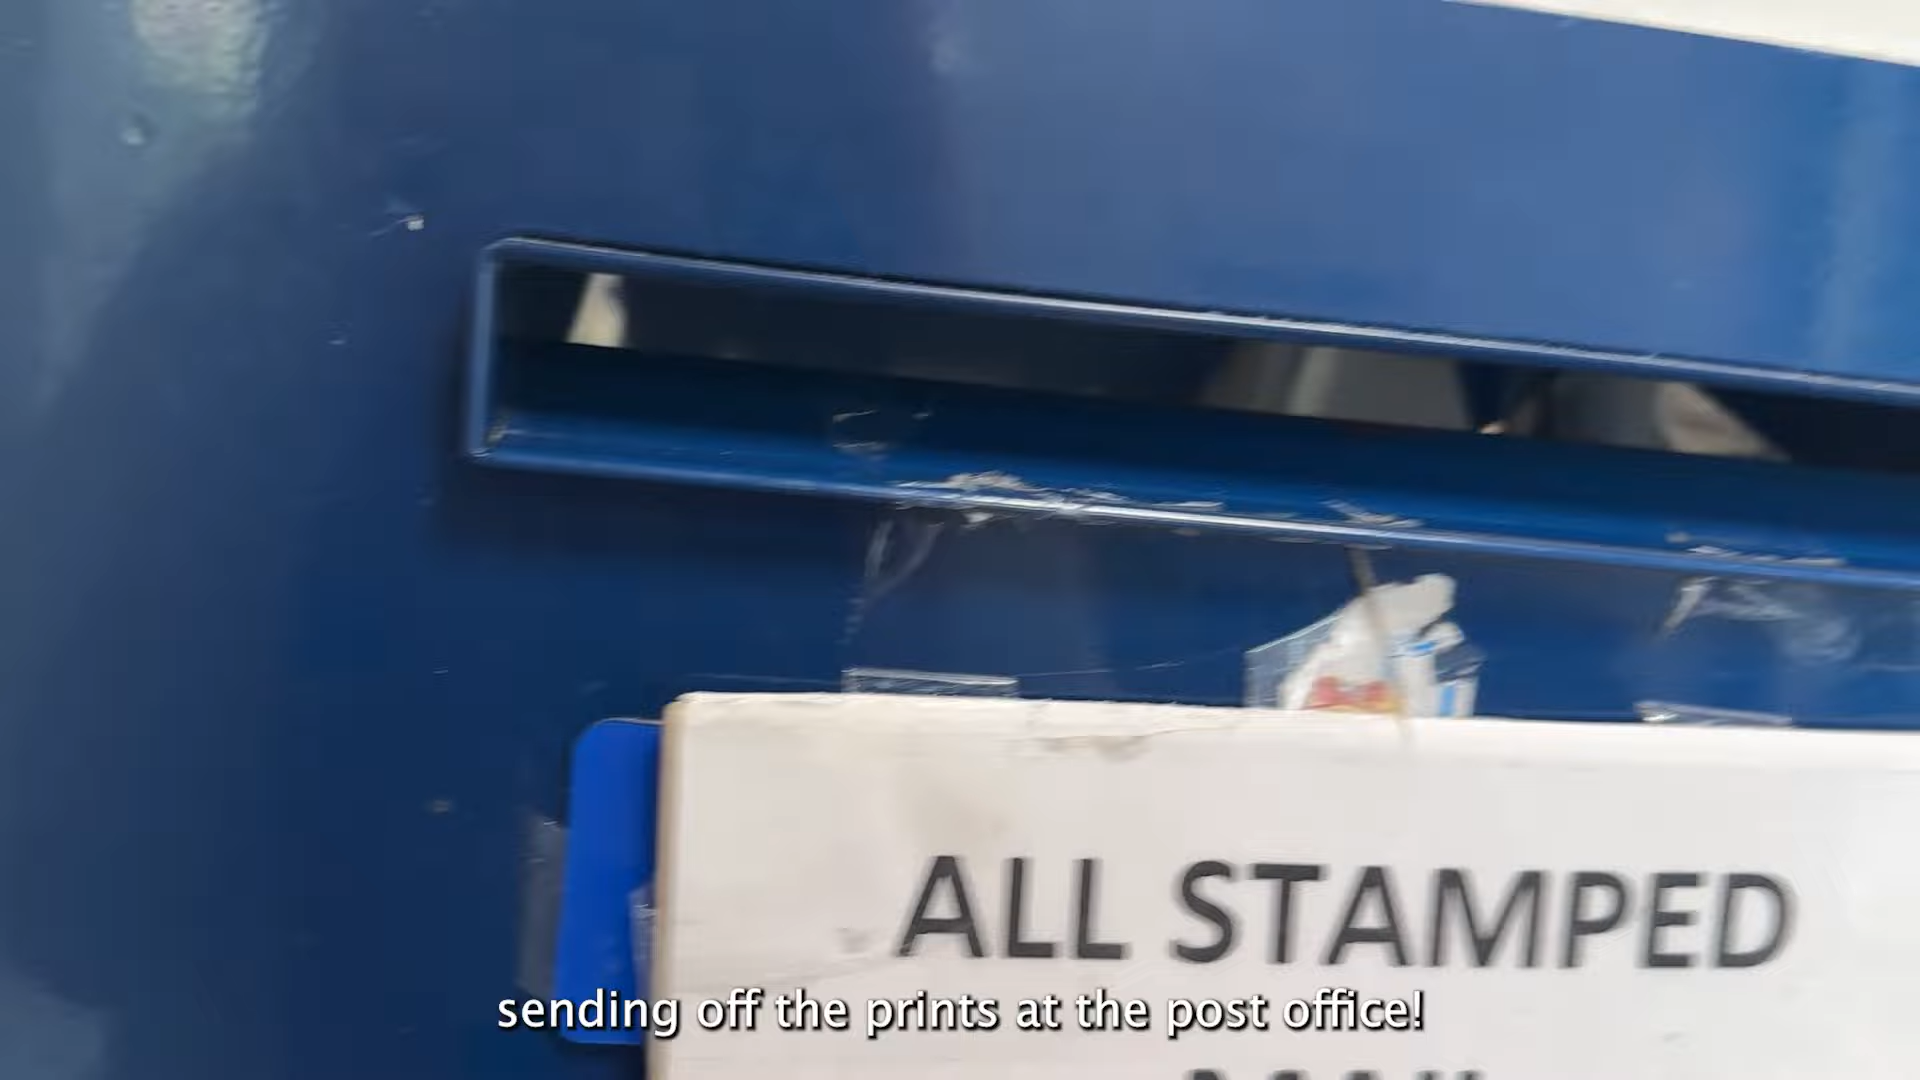 ALL STAMPED
sending off the prints at the post office!